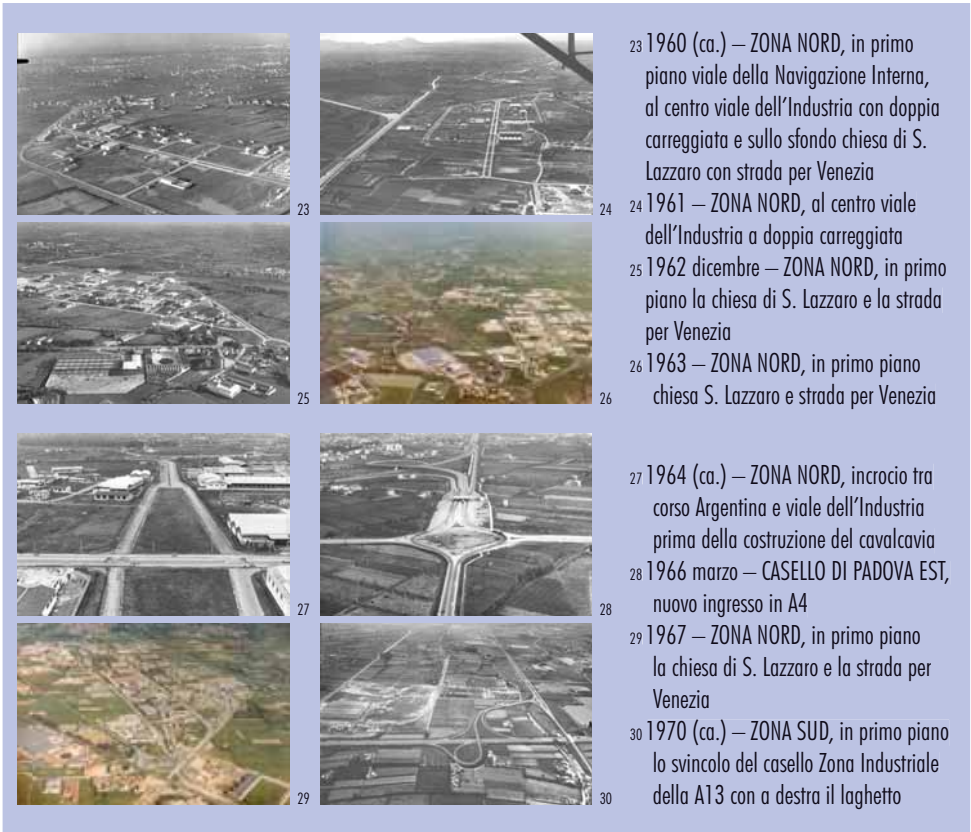 23 1960 (ca.) – ZONA NORD, in primo
piano viale della Navigazione Interna,
al centro viale dell'Industria con doppia
carreggiata e sullo sfondo chiesa di S.
Lazzaro con strada per Venezia
24 1961 – ZONA NORD, al centro viale
dell'Industria a doppia carreggiata
25 1962 dicembre – ZONA NORD, in primo
piano la chiesa di S. Lazzaro e la strada
per Venezia
26 1963 – ZONA NORD, in primo piano
chiesa S. Lazzaro e strada per Venezia
27 1964 (ca.) – ZONA NORD, incrocio tra
corso Argentina e viale dell'Industria
prima della costruzione del cavalcavia
28 1966 marzo – CASELLO DI PADOVA EST,
nuovo ingresso in A4
29 1967 – ZONA NORD, in primo piano
la chiesa di S. Lazzaro e la strada per
Venezia
30 1970 (ca.) – ZONA SUD, in primo piano
lo svincolo del casello Zona Industriale
della A13 con a destra il laghetto
23
24
25
26
27
28
29
30